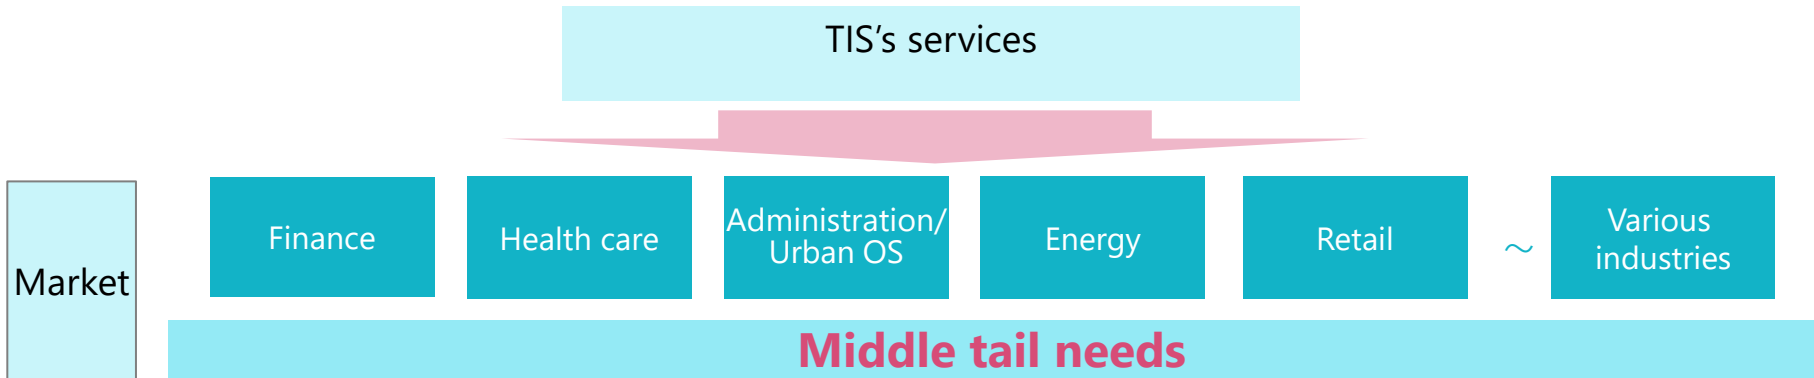 TIS’s services
Market
Finance
Health care
Administration/
Urban OS
Energy
Retail
～
Various
industries
Middle tail needs